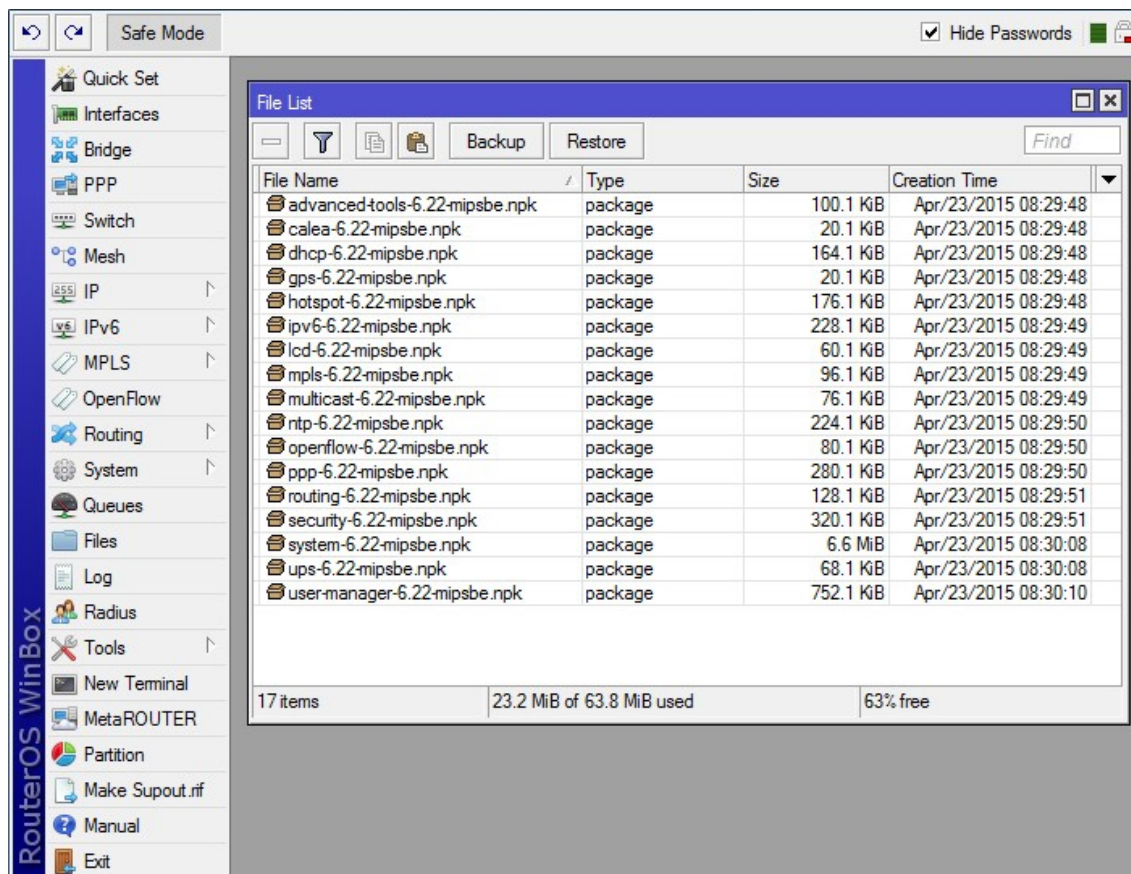 Safe Mode
Hide Passwords
RouterOS WinBox
Quick Set
Interfaces
Bridge
PPP
Switch
Mesh
255 IP
v6 IPv6
MPLS
OpenFlow
Routing
System
Queues
Files
Log
Radius
Tools
New Terminal
MetaROUTER
Partition
Make Supout.rif
Manual
Exit
File List
Backup Restore Find
File Name / Type Size Creation Time
advanced-tools-6.22-mipsbe.npk package 100.1 KiB Apr/23/2015 08:29:48
calea-6.22-mipsbe.npk package 20.1 KiB Apr/23/2015 08:29:48
dhcp-6.22-mipsbe.npk package 164.1 KiB Apr/23/2015 08:29:48
gps-6.22-mipsbe.npk package 20.1 KiB Apr/23/2015 08:29:48
hotspot-6.22-mipsbe.npk package 176.1 KiB Apr/23/2015 08:29:48
ipv6-6.22-mipsbe.npk package 228.1 KiB Apr/23/2015 08:29:49
lcd-6.22-mipsbe.npk package 60.1 KiB Apr/23/2015 08:29:49
mpls-6.22-mipsbe.npk package 96.1 KiB Apr/23/2015 08:29:49
multicast-6.22-mipsbe.npk package 76.1 KiB Apr/23/2015 08:29:49
ntp-6.22-mipsbe.npk package 224.1 KiB Apr/23/2015 08:29:50
openflow-6.22-mipsbe.npk package 80.1 KiB Apr/23/2015 08:29:50
ppp-6.22-mipsbe.npk package 280.1 KiB Apr/23/2015 08:29:50
routing-6.22-mipsbe.npk package 128.1 KiB Apr/23/2015 08:29:51
security-6.22-mipsbe.npk package 320.1 KiB Apr/23/2015 08:29:51
system-6.22-mipsbe.npk package 6.6 MiB Apr/23/2015 08:30:08
ups-6.22-mipsbe.npk package 68.1 KiB Apr/23/2015 08:30:08
user-manager-6.22-mipsbe.npk package 752.1 KiB Apr/23/2015 08:30:10
17 items 23.2 MiB of 63.8 MiB used 63% free